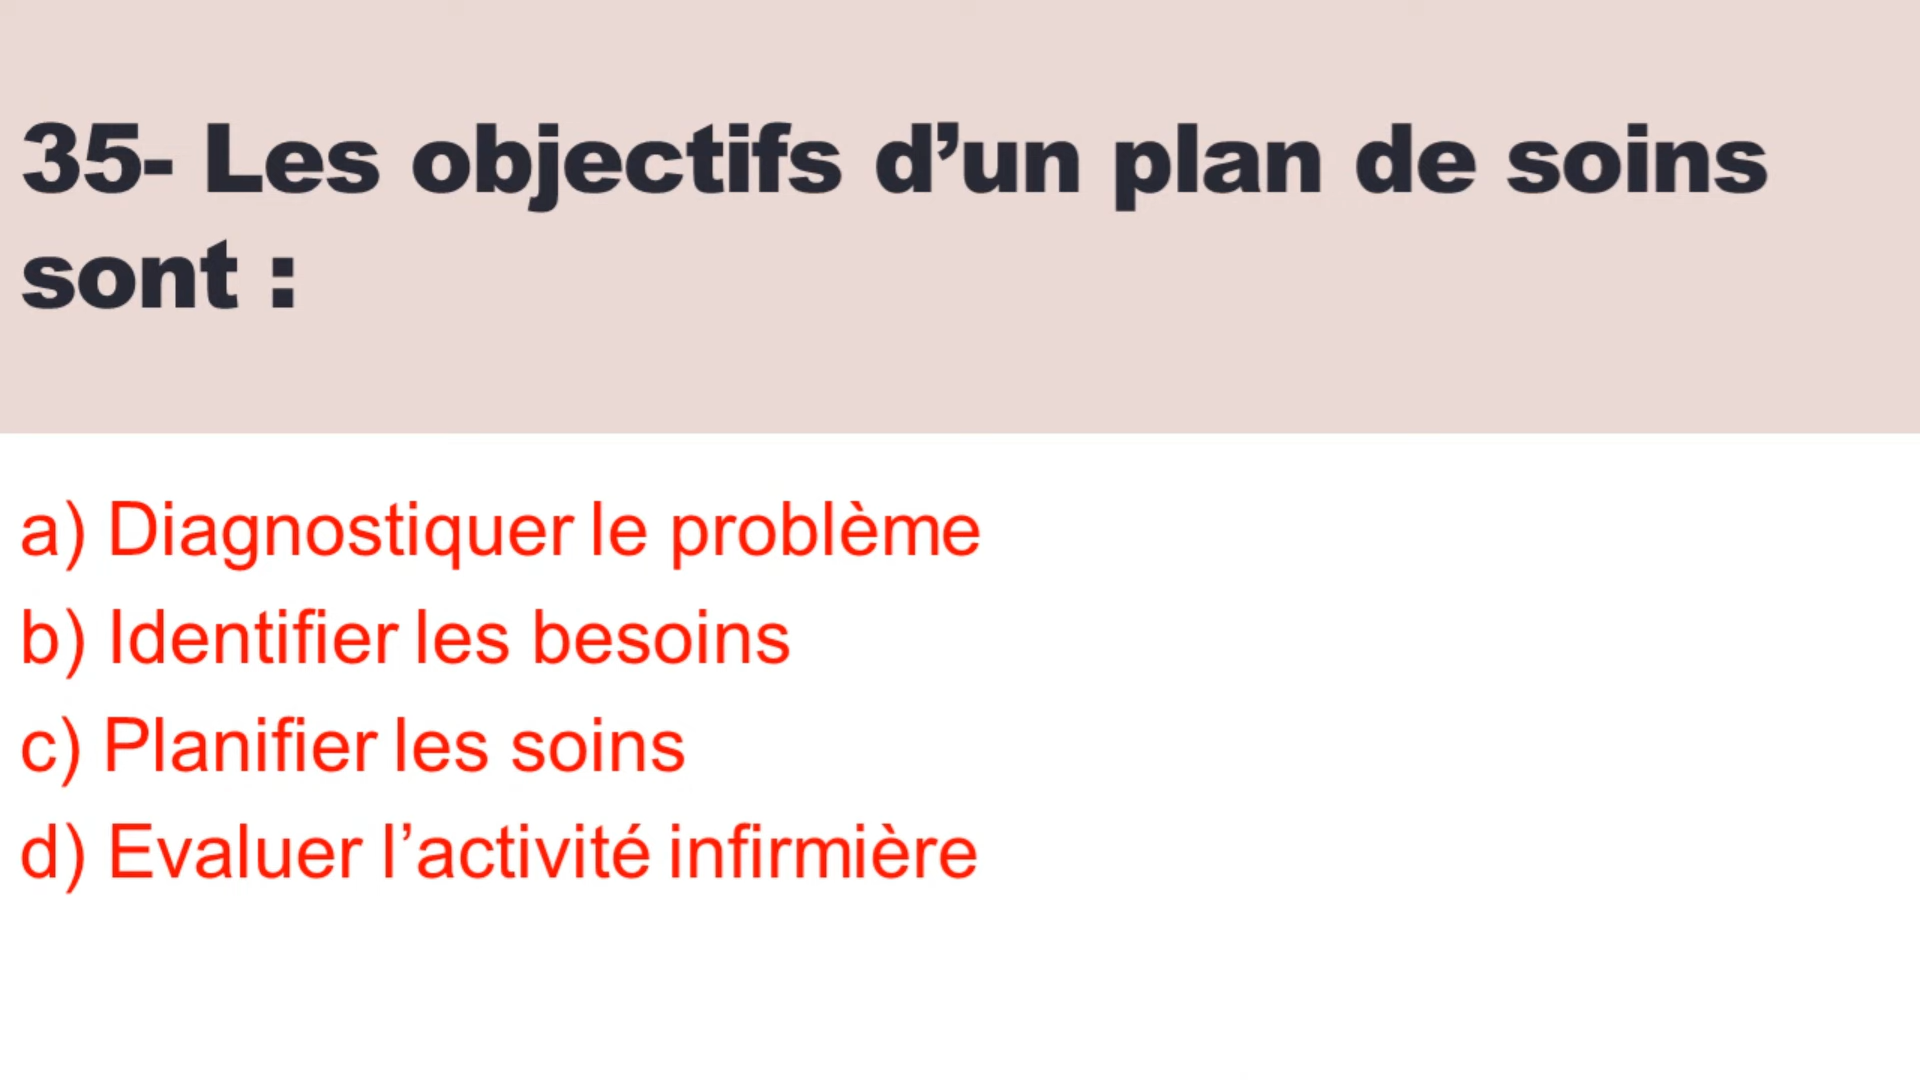 35- Les objectifs d’un plan de soins
sont :
a) Diagnostiquer le problème
b) Identifier les besoins
c) Planifier les soins
d) Evaluer l’activité infirmière